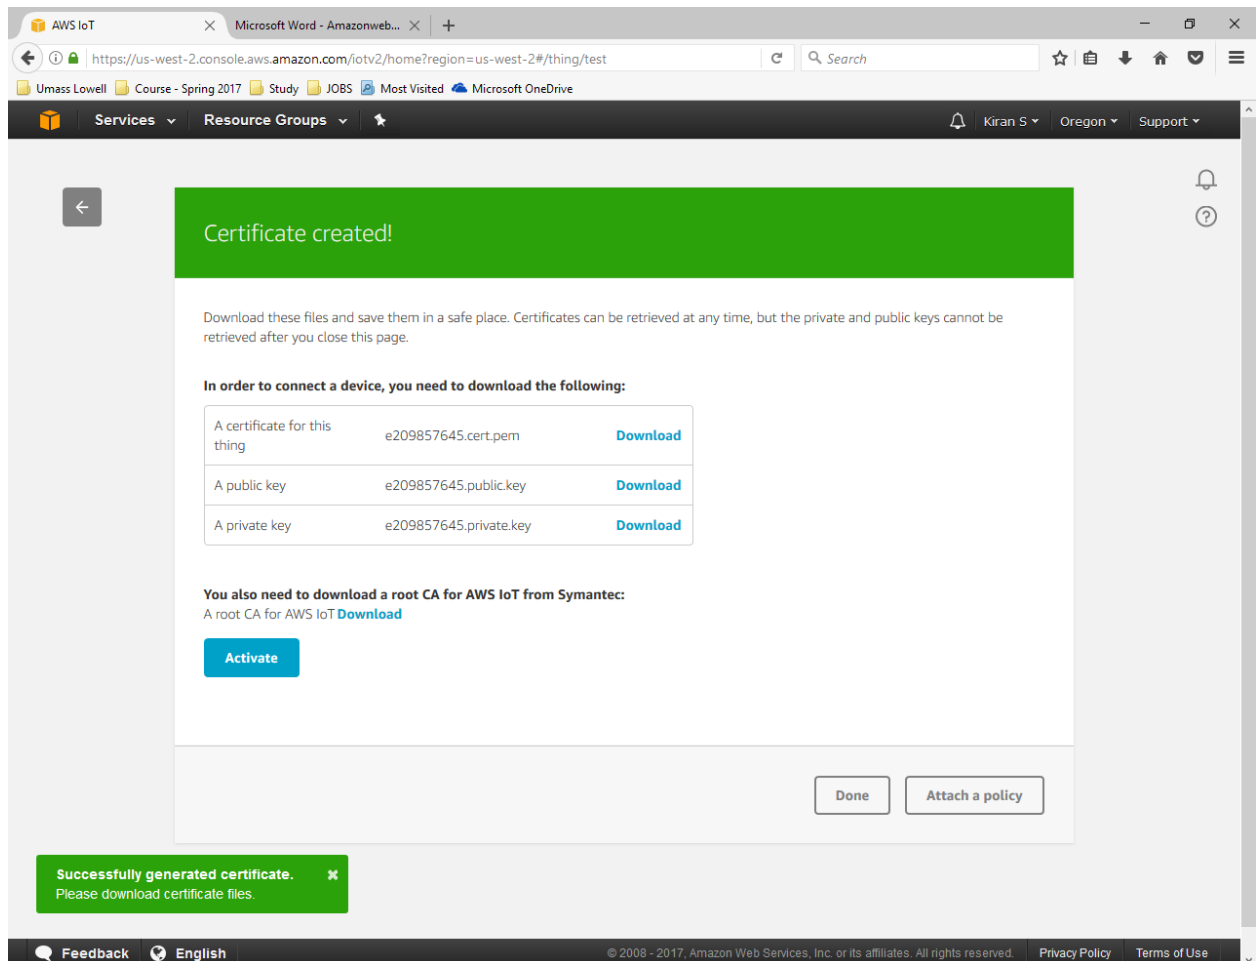 AWS IoT
Microsoft Word - Amazonweb...
https://us-west-2.console.aws.amazon.com/iotv2/home?region=us-west-2#/thing/test
Search
Umass Lowell Course - Spring 2017 Study JOBS Most Visited Microsoft OneDrive
Services Resource Groups Kiran S Oregon Support
Certificate created!
Download these files and save them in a safe place. Certificates can be retrieved at any time, but the private and public keys cannot be
retrieved after you close this page.
In order to connect a device, you need to download the following:
A certificate for this
thing
e209857645.cert.pem Download
A public key e209857645.public.key Download
A private key e209857645.private.key Download
You also need to download a root CA for AWS IoT from Symantec:
A root CA for AWS IoT Download
Activate
Done Attach a policy
Successfully generated certificate.
Please download certificate files.
Feedback English © 2008 - 2017, Amazon Web Services, Inc. or its affiliates. All rights reserved. Privacy Policy Terms of Use